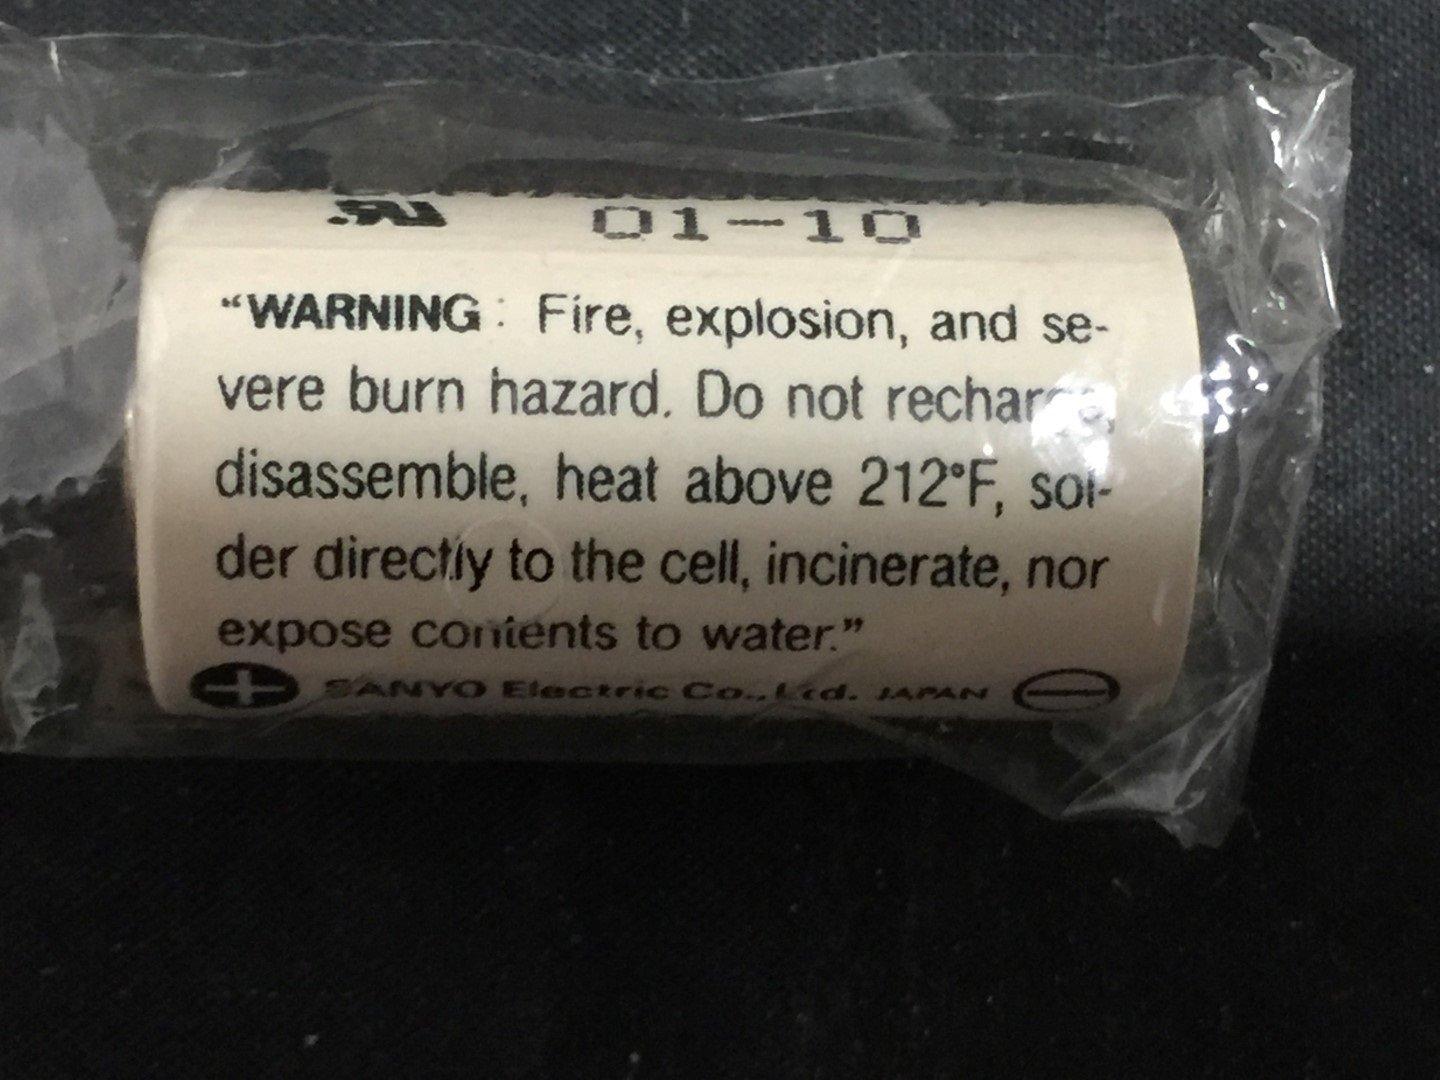 01-10
“WARNING: Fire, explosion, and se-
vere burn hazard. Do not recharge,
disassemble, heat above 212°F, sol-
der directly to the cell, incinerate, nor
expose contents to water.”
+ SANYO Electric Co., Ltd. JAPAN −